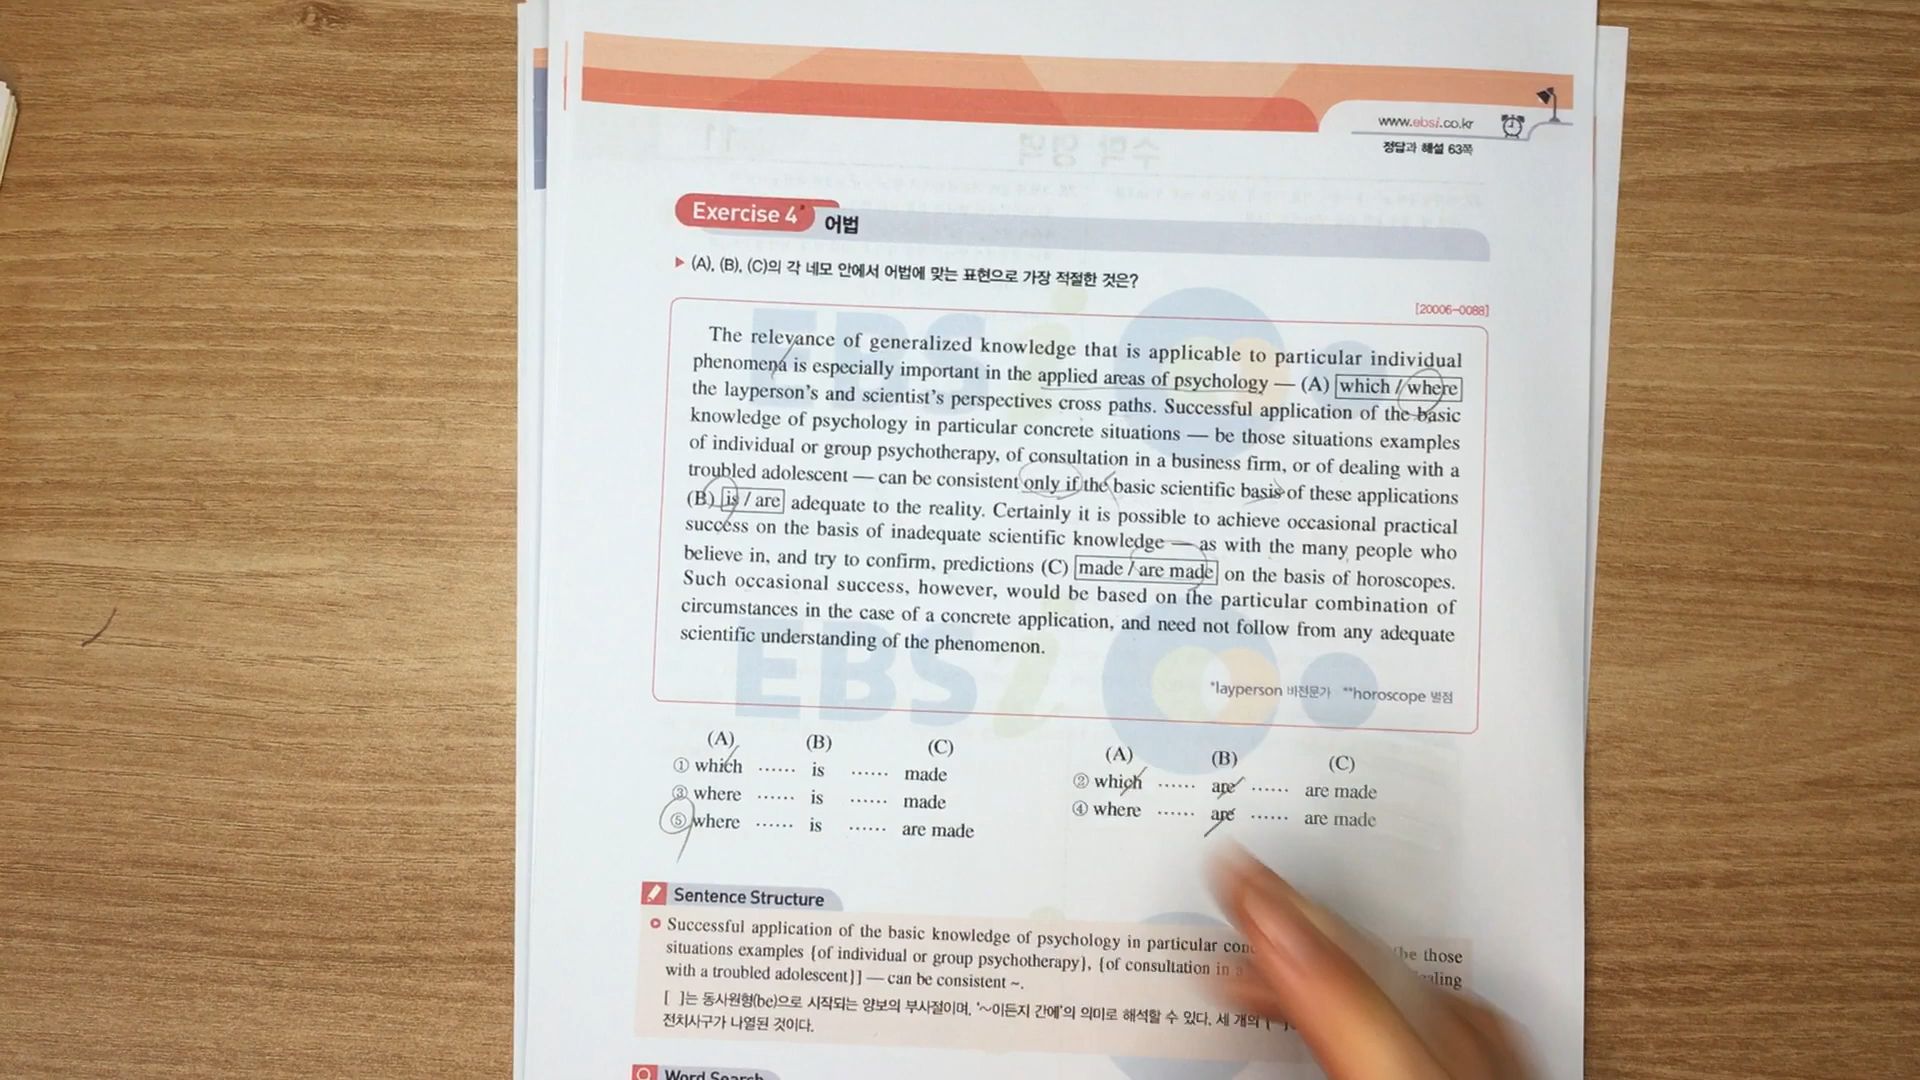 www.ebsi.co.kr
정답과 해설 63쪽
Exercise 4
어법
▶ (A), (B), (C)의 각 네모 안에서 어법에 맞는 표현으로 가장 적절한 것은?
[20006-0088]
The relevance of generalized knowledge that is applicable to particular individual
phenomena is especially important in the applied areas of psychology — (A) which / where
the layperson's and scientist's perspectives cross paths. Successful application of the basic
knowledge of psychology in particular concrete situations — be those situations examples
of individual or group psychotherapy, of consultation in a business firm, or of dealing with a
troubled adolescent — can be consistent only if the basic scientific basis of these applications
(B) is / are adequate to the reality. Certainly it is possible to achieve occasional practical
success on the basis of inadequate scientific knowledge — as with the many people who
believe in, and try to confirm, predictions (C) made / are made on the basis of horoscopes.
Such occasional success, however, would be based on the particular combination of
circumstances in the case of a concrete application, and need not follow from any adequate
scientific understanding of the phenomenon.
*layperson 비전문가 **horoscope 별점
(A) (B) (C) (A) (B) (C)
① which ...... is ...... made ② which ...... are ...... are made
③ where ...... is ...... made ④ where ...... are ...... are made
⑤ where ...... is ...... are made
Sentence Structure
Successful application of the basic knowledge of psychology in particular be those
situations examples {of individual or group psychotherapy}, {of consultation in a
with a troubled adolescent}] — can be consistent ~.
[ ]는 동사원형(be)으로 시작되는 양보의 부사절이며, '~이든지 간에'의 의미로 해석할 수 있다. 세 개의
전치사구가 나열된 것이다.
Word Search
EBSi
EBSi
수학 영역
11